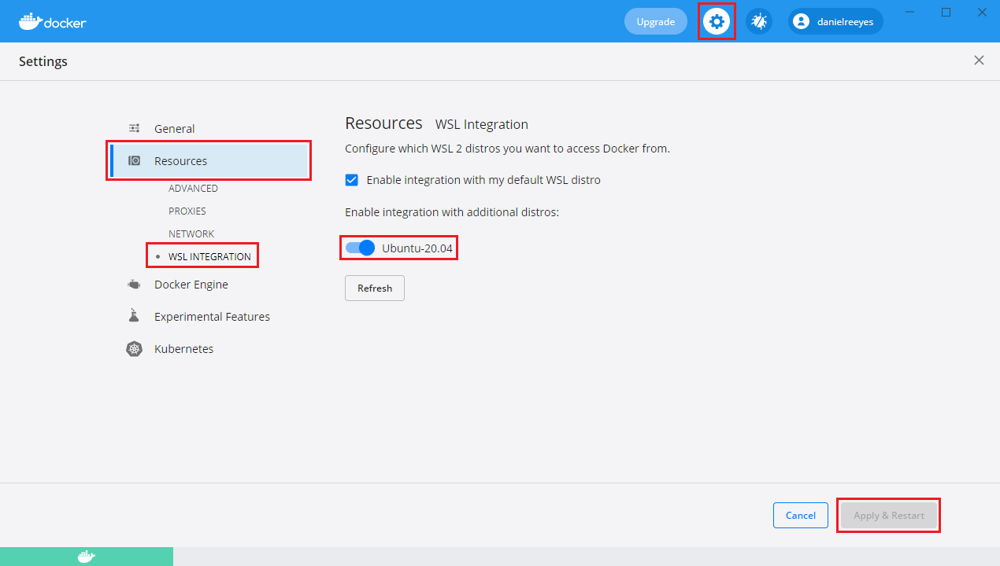 docker
Upgrade
danielreeyes
Settings
General
Resources
ADVANCED
PROXIES
NETWORK
WSL INTEGRATION
Docker Engine
Experimental Features
Kubernetes
Resources WSL Integration
Configure which WSL 2 distros you want to access Docker from.
Enable integration with my default WSL distro
Enable integration with additional distros:
Ubuntu-20.04
Refresh
Cancel
Apply & Restart